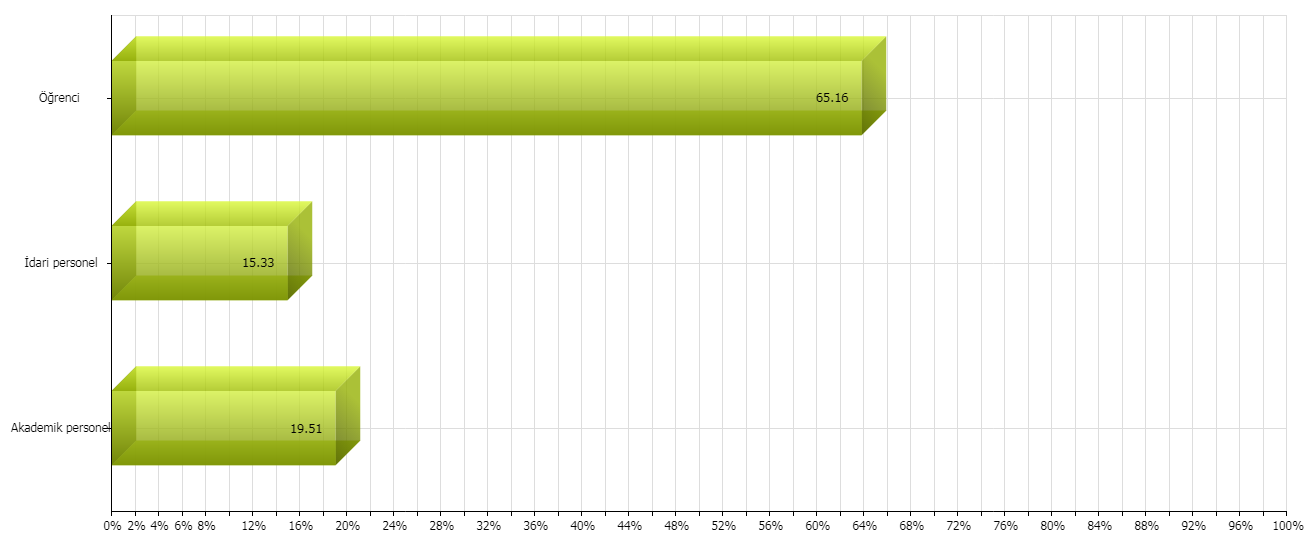 Öğrenci
65.16
İdari personel
15.33
Akademik personel
19.51
0% 2% 4% 6% 8% 12% 16% 20% 24% 28% 32% 36% 40% 44% 48% 52% 56% 60% 64% 68% 72% 76% 80% 84% 88% 92% 96% 100%